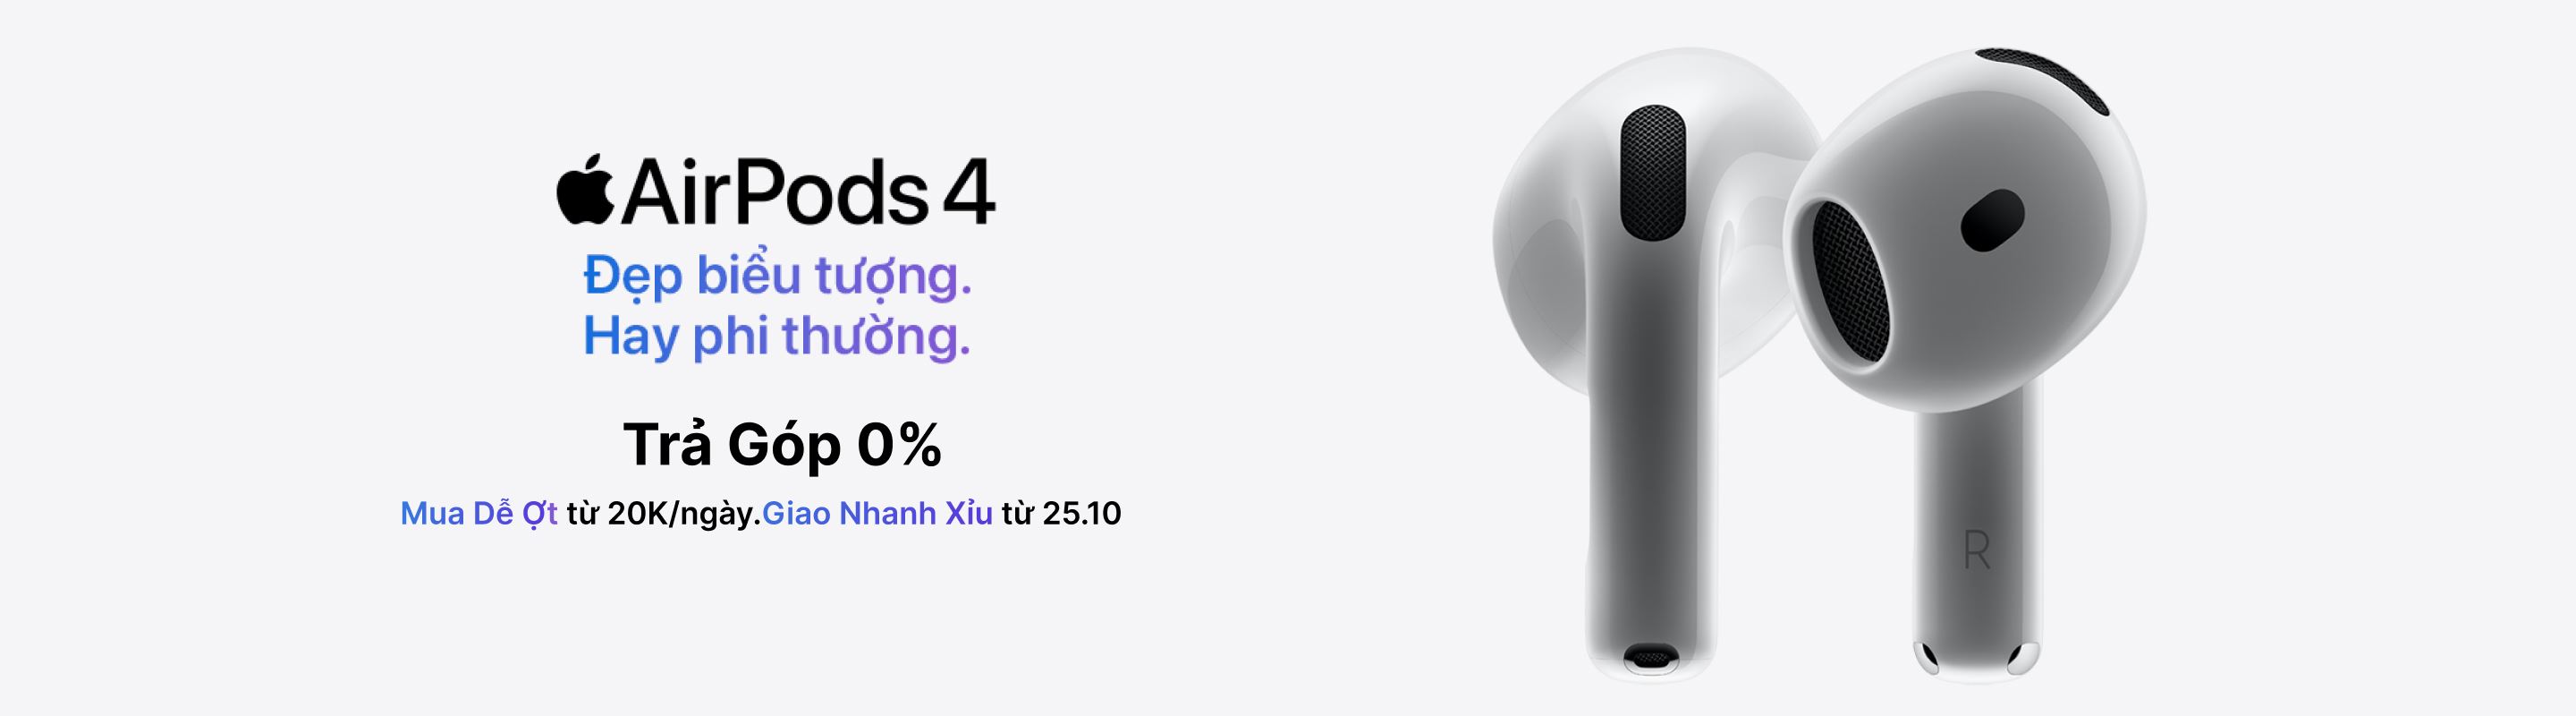 AirPods 4
Đẹp biểu tượng.
Hay phi thường.
Trả Góp 0%
Mua Dễ Ợt từ 20K/ngày.Giao Nhanh Xỉu từ 25.10
R